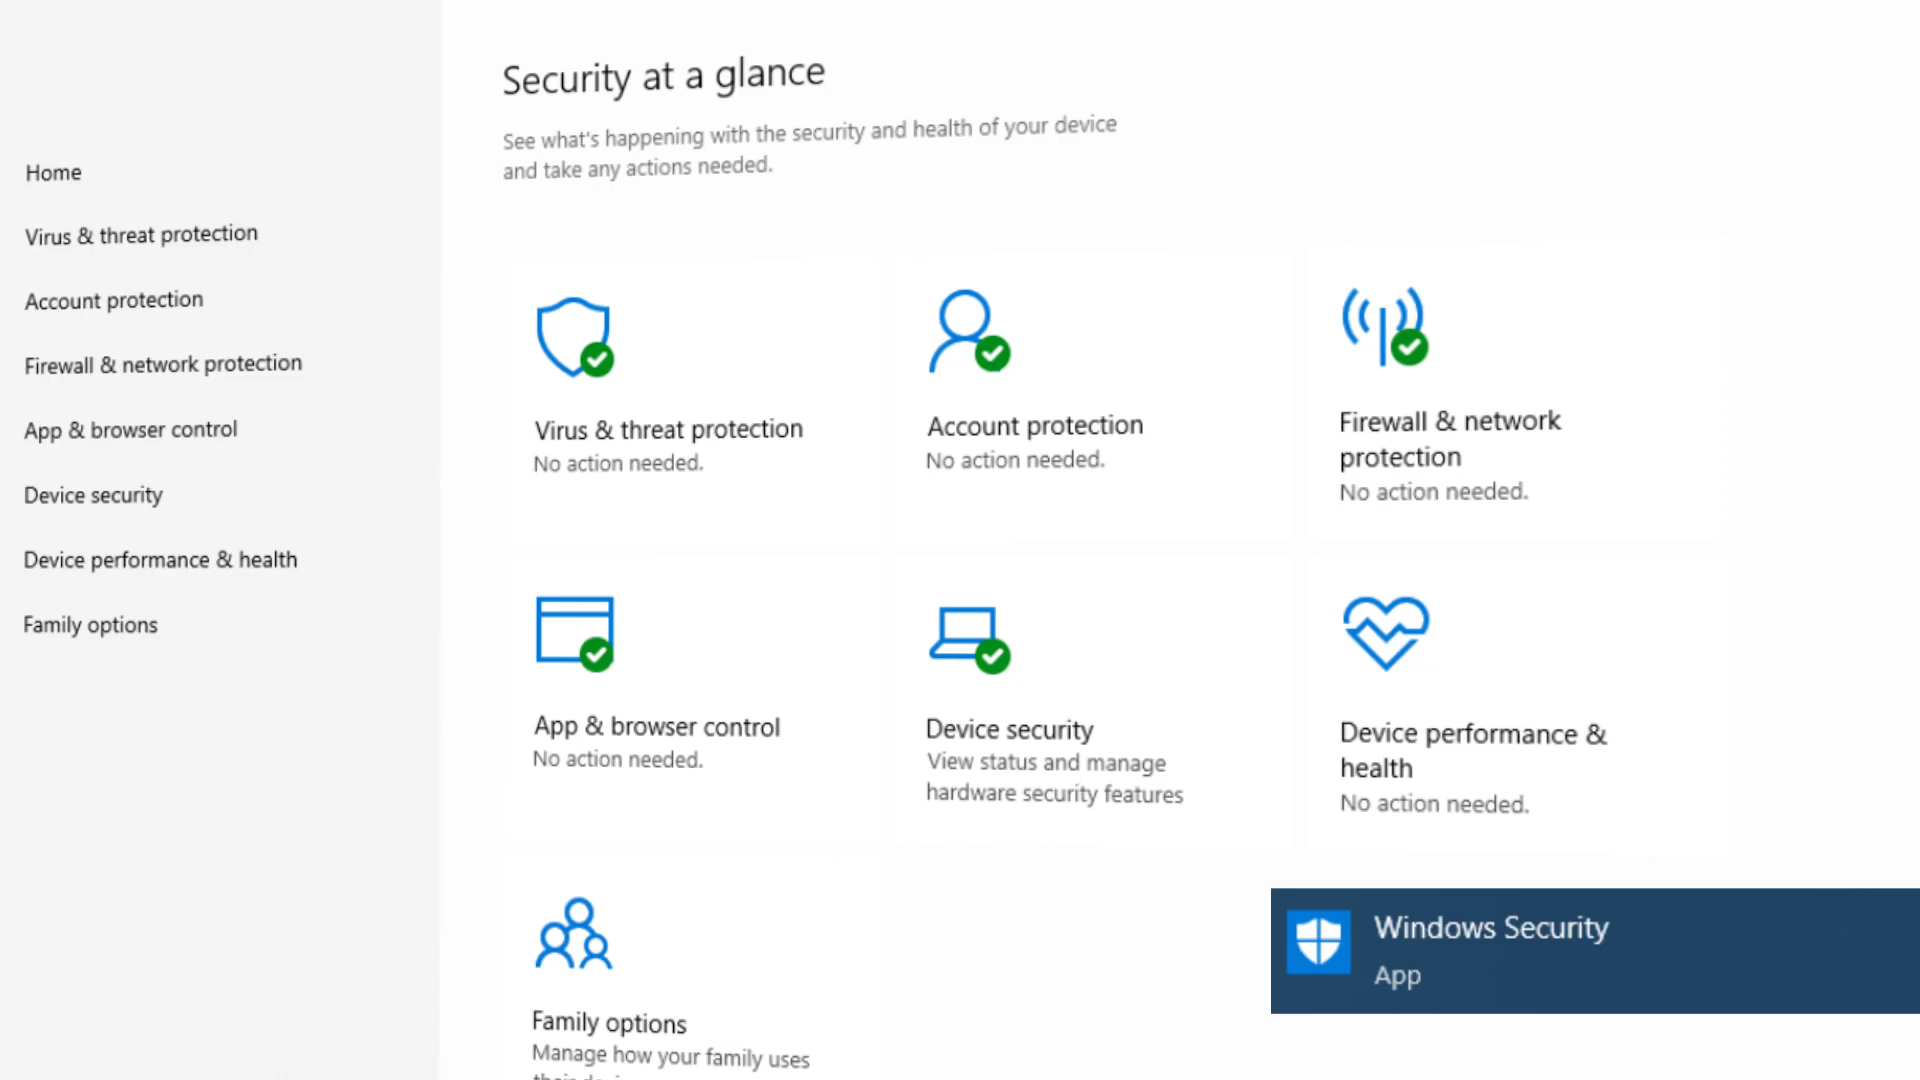 Security at a glance
See what's happening with the security and health of your device
and take any actions needed.
Home
Virus & threat protection
Account protection
Firewall & network protection
App & browser control
Device security
Device performance & health
Family options
Virus & threat protection
No action needed.
Account protection
No action needed.
Firewall & network
protection
No action needed.
App & browser control
No action needed.
Device security
View status and manage
hardware security features
Device performance &
health
No action needed.
Family options
Manage how your family uses
Windows Security
App